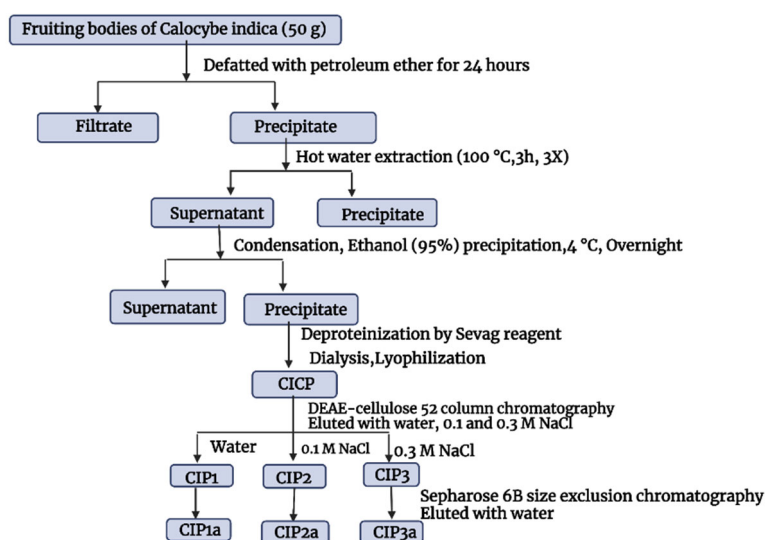 Fruiting bodies of Calocybe indica (50 g)
Defatted with petroleum ether for 24 hours
Filtrate
Precipitate
Hot water extraction (100 °C,3h, 3X)
Supernatant
Precipitate
Condensation, Ethanol (95%) precipitation,4 °C, Overnight
Supernatant
Precipitate
Deproteinization by Sevag reagent
Dialysis,Lyophilization
CICP
DEAE-cellulose 52 column chromatography
Eluted with water, 0.1 and 0.3 M NaCl
Water
0.1 M NaCl
0.3 M NaCl
CIP1
CIP2
CIP3
Sepharose 6B size exclusion chromatography
Eluted with water
CIP1a
CIP2a
CIP3a